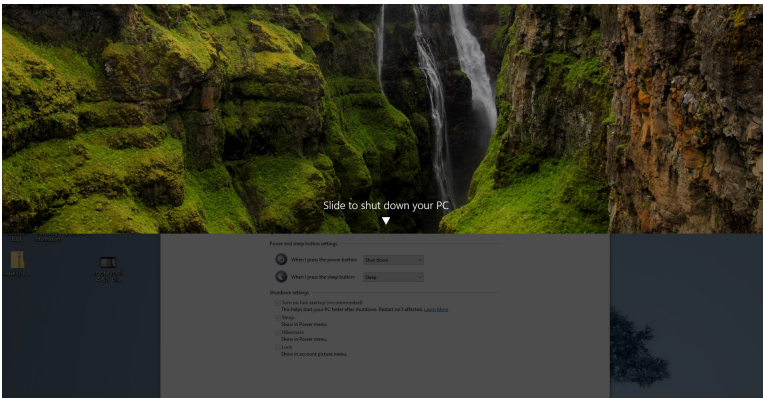 Slide to shut down your PC
Power and sleep button settings
When I press the power button: Shut down
When I press the sleep button: Sleep
Shutdown settings
Turn on fast startup (recommended)
This helps start your PC faster after shutdown. Restart isn't affected. Learn More
Sleep
Show in Power menu.
Hibernate
Show in Power menu.
Lock
Show in account picture menu.